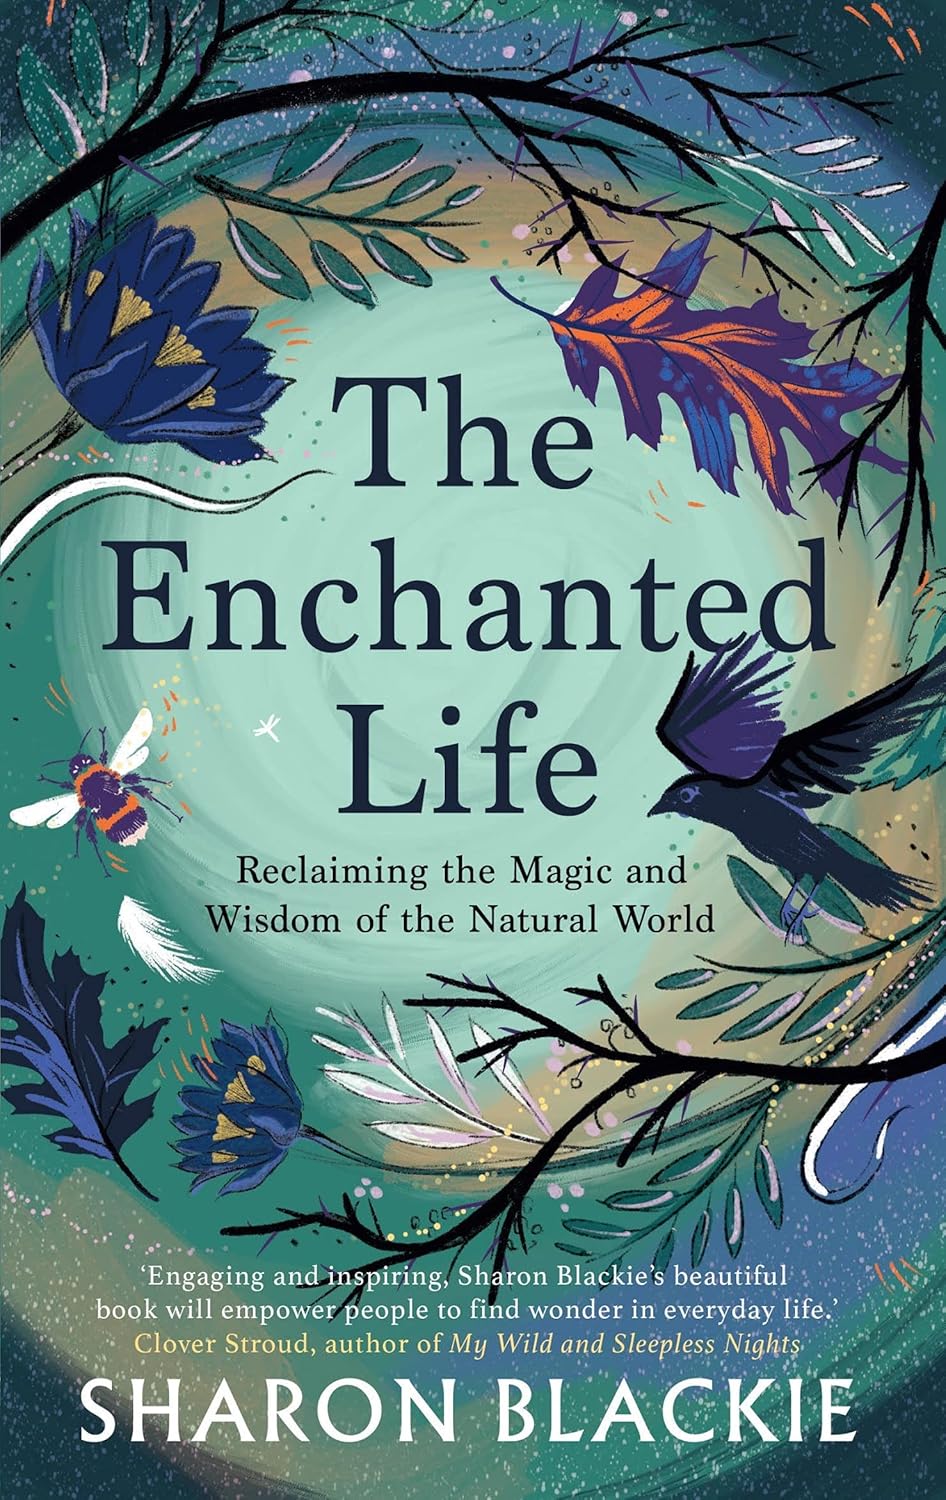 The
Enchanted
Life
Reclaiming the Magic and
Wisdom of the Natural World
‘Engaging and inspiring, Sharon Blackie’s beautiful
book will empower people to find wonder in everyday life.’
Clover Stroud, author of My Wild and Sleepless Nights
SHARON BLACKIE